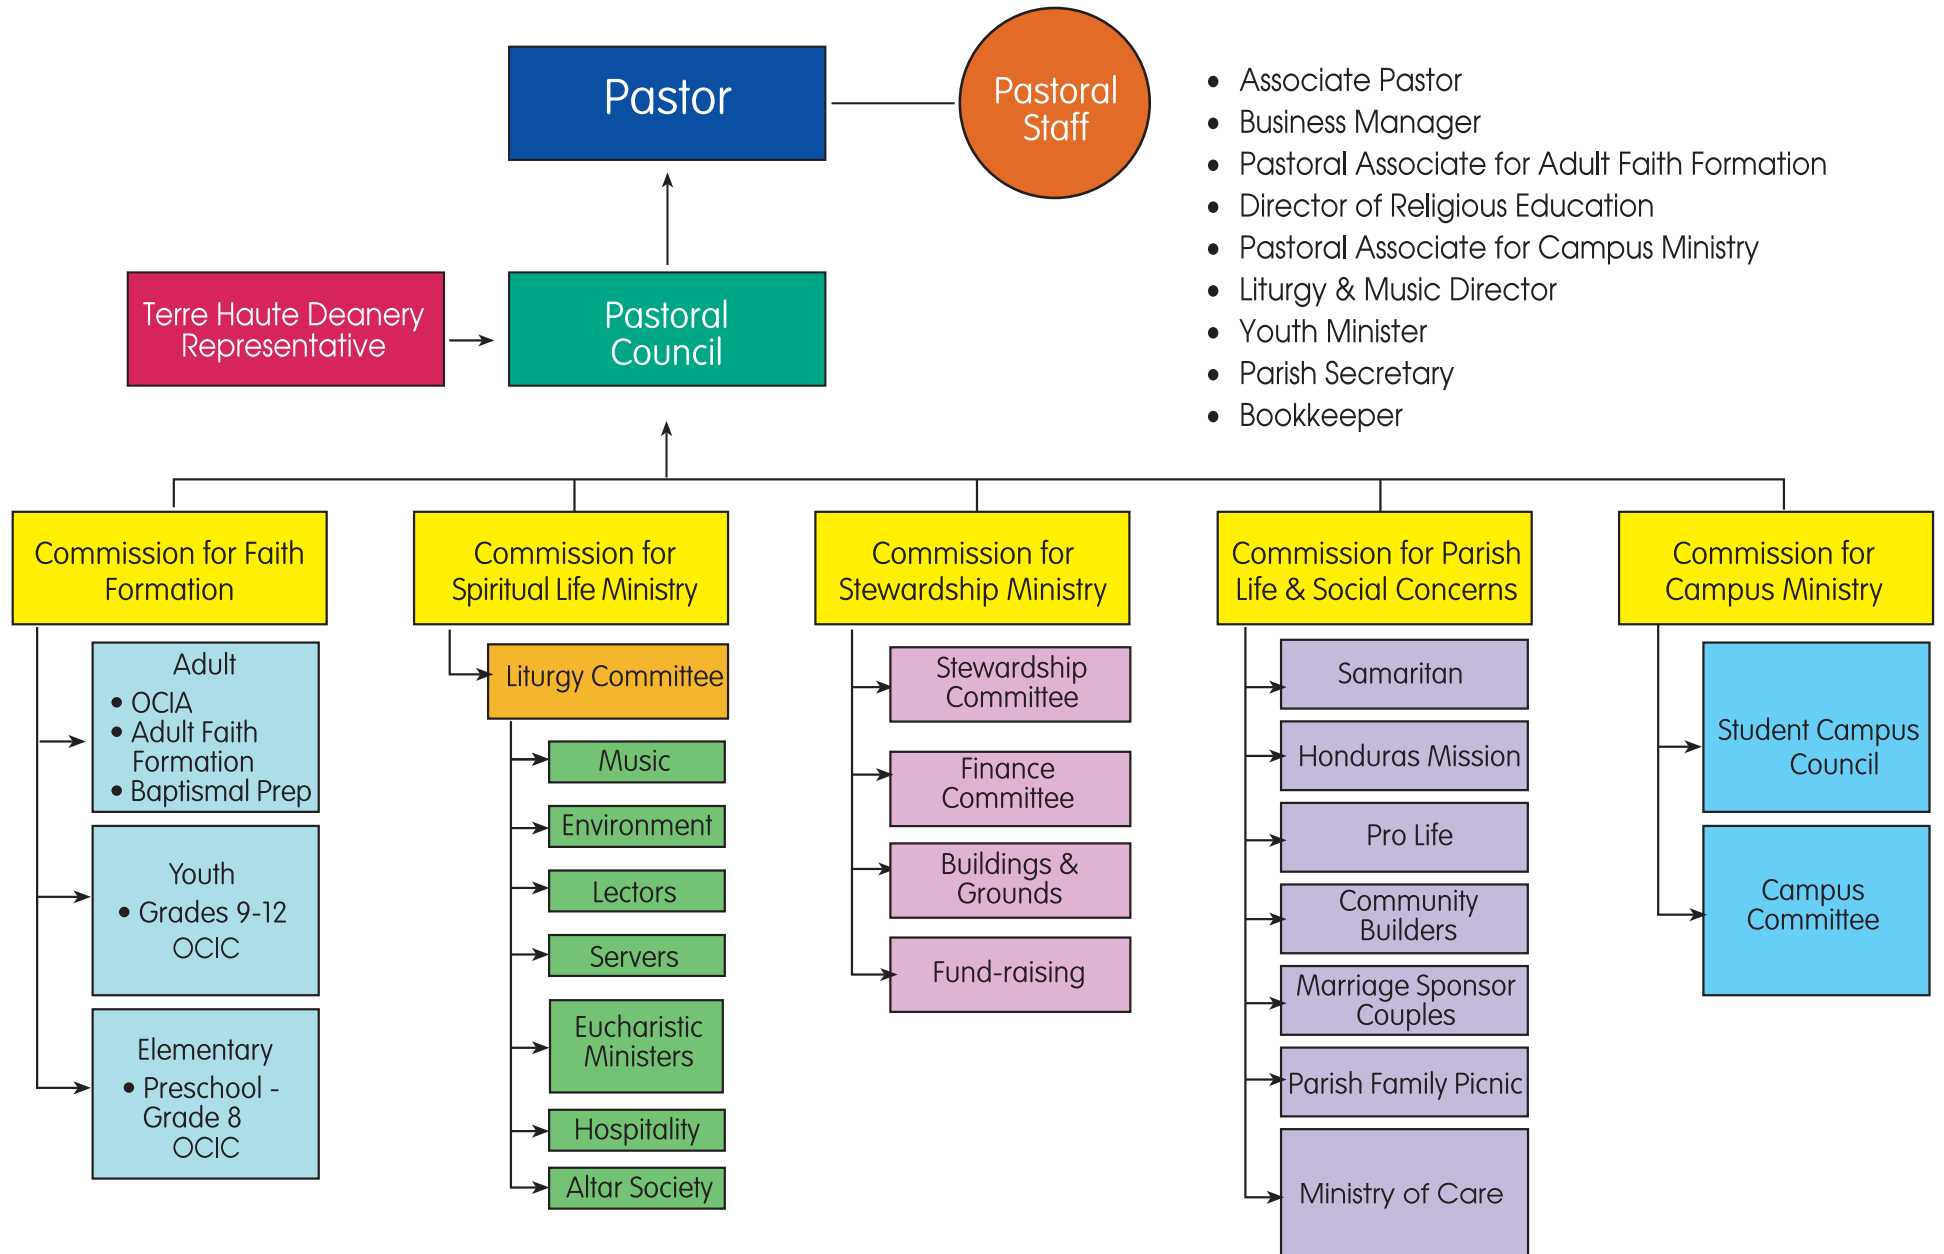 Pastor
Pastoral
Staff
• Associate Pastor
• Business Manager
• Pastoral Associate for Adult Faith Formation
• Director of Religious Education
• Pastoral Associate for Campus Ministry
• Liturgy & Music Director
• Youth Minister
• Parish Secretary
• Bookkeeper
Terre Haute Deanery
Representative
Pastoral
Council
Commission for Faith
Formation
Adult
• OCIA
• Adult Faith
Formation
• Baptismal Prep
Youth
• Grades 9-12
OCIC
Elementary
• Preschool -
Grade 8
OCIC
Commission for
Spiritual Life Ministry
Liturgy Committee
Music
Environment
Lectors
Servers
Eucharistic
Ministers
Hospitality
Altar Society
Commission for
Stewardship Ministry
Stewardship
Committee
Finance
Committee
Buildings &
Grounds
Fund-raising
Commission for Parish
Life & Social Concerns
Samaritan
Honduras Mission
Pro Life
Community
Builders
Marriage Sponsor
Couples
Parish Family Picnic
Ministry of Care
Commission for
Campus Ministry
Student Campus
Council
Campus
Committee